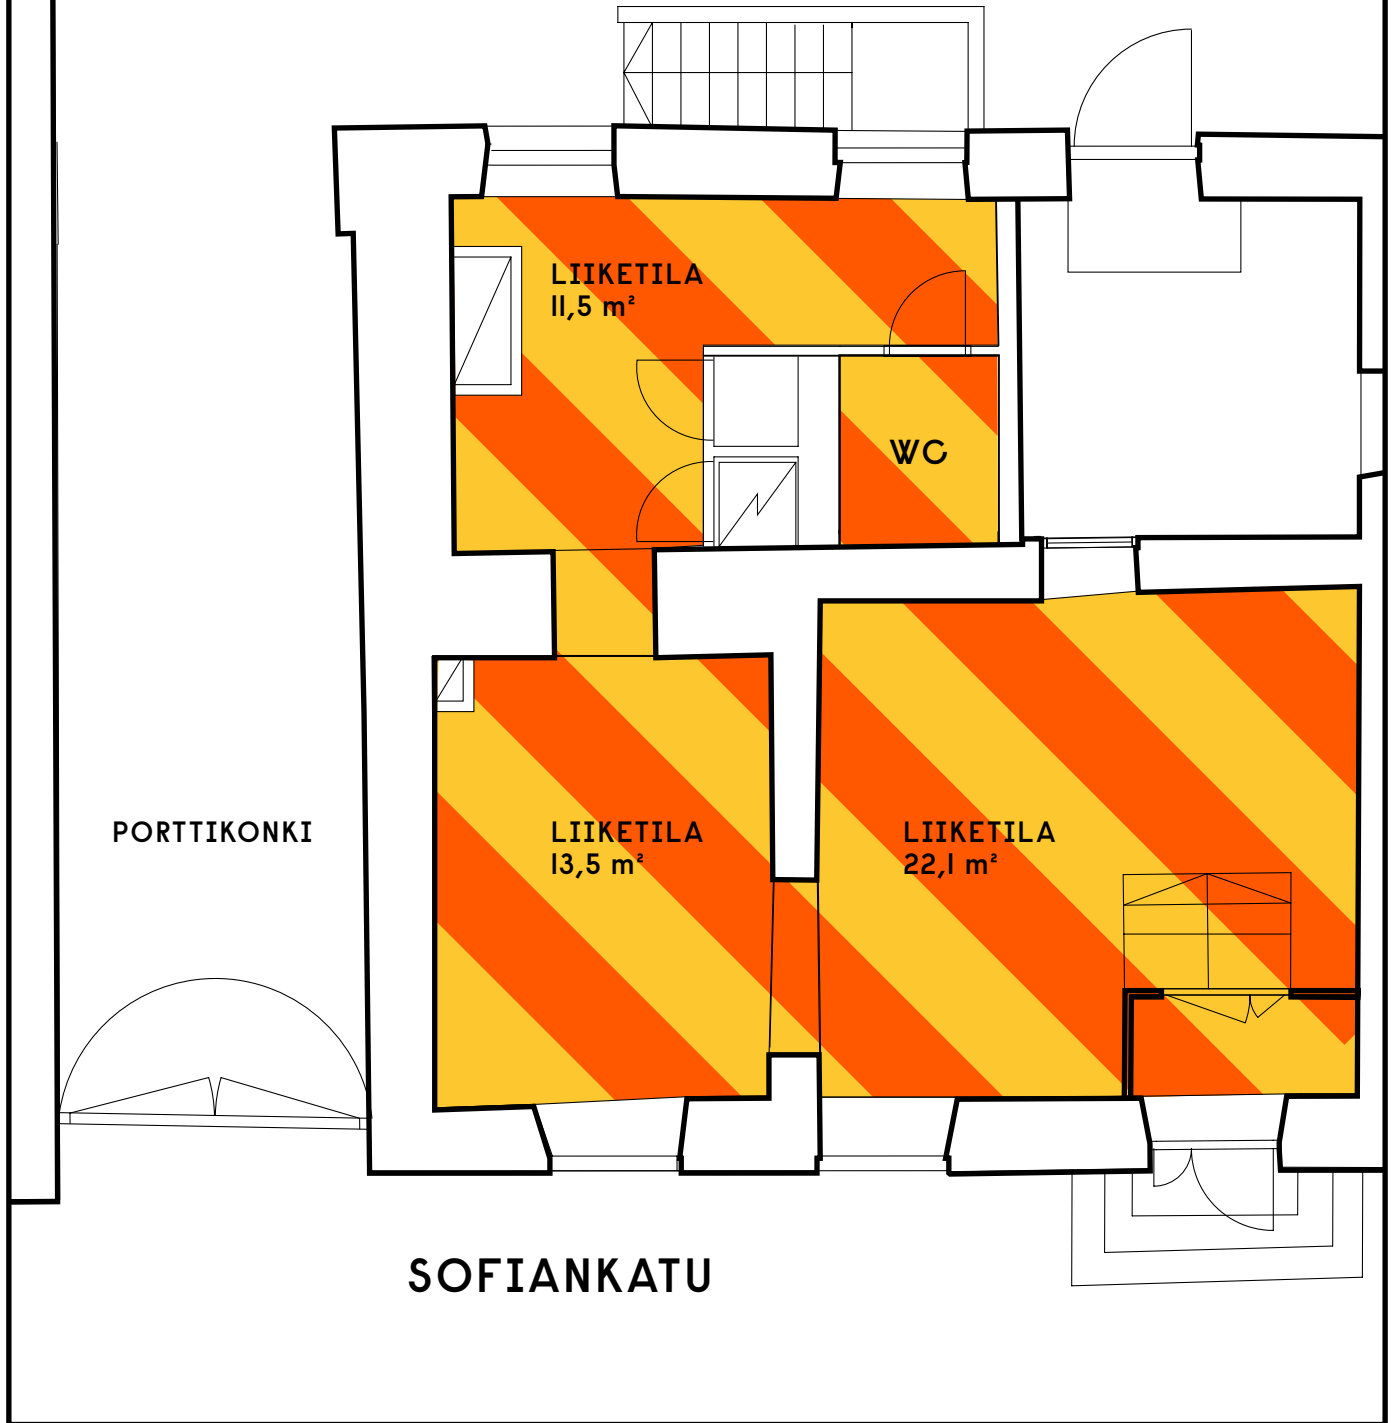 LIIKETILA
11,5 m²
WC
PORTTIKONKI
LIIKETILA
13,5 m²
LIIKETILA
22,1 m²
SOFIANKATU